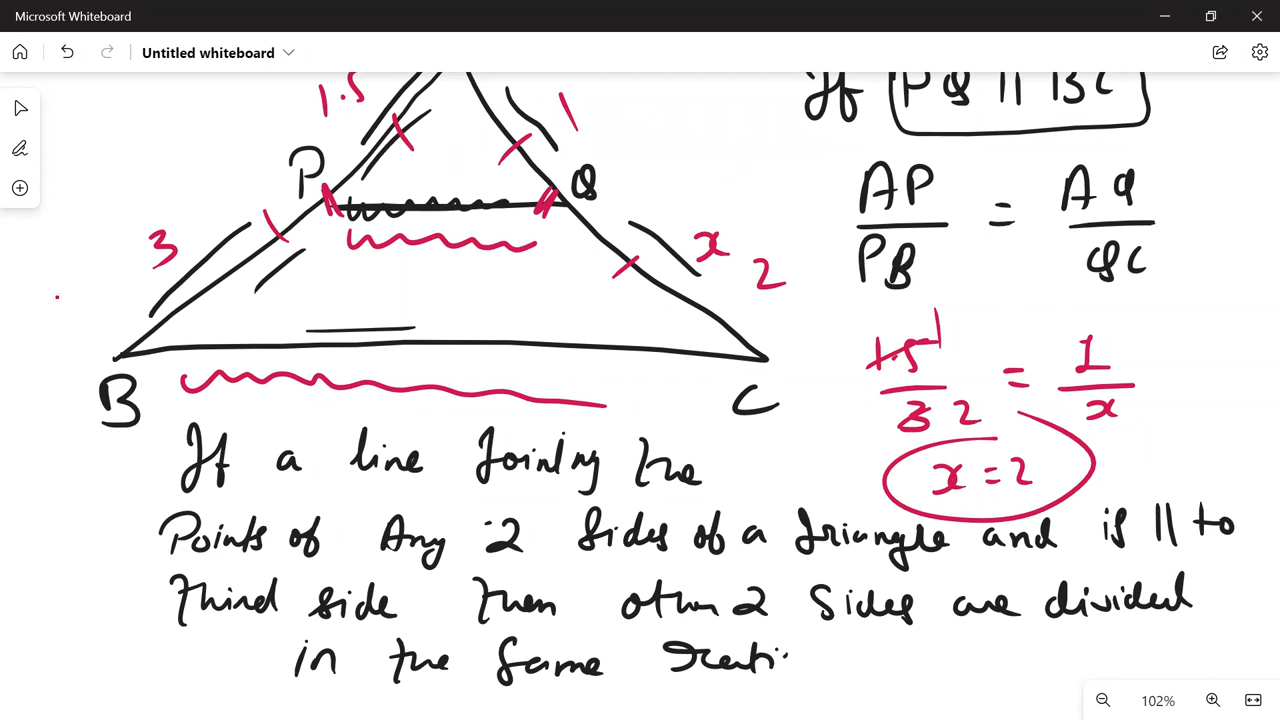 Microsoft Whiteboard
Untitled whiteboard
1.5
1
If PQ || BC
P
Q
AP/PB = AQ/QC
3
x
2
1.5/3 = 1/x
1
2
x = 2
B
C
If a line Joining the
Points of Any 2 Sides of a triangle and is || to
Third side then other 2 Sides are divided
in the Same rati
102%